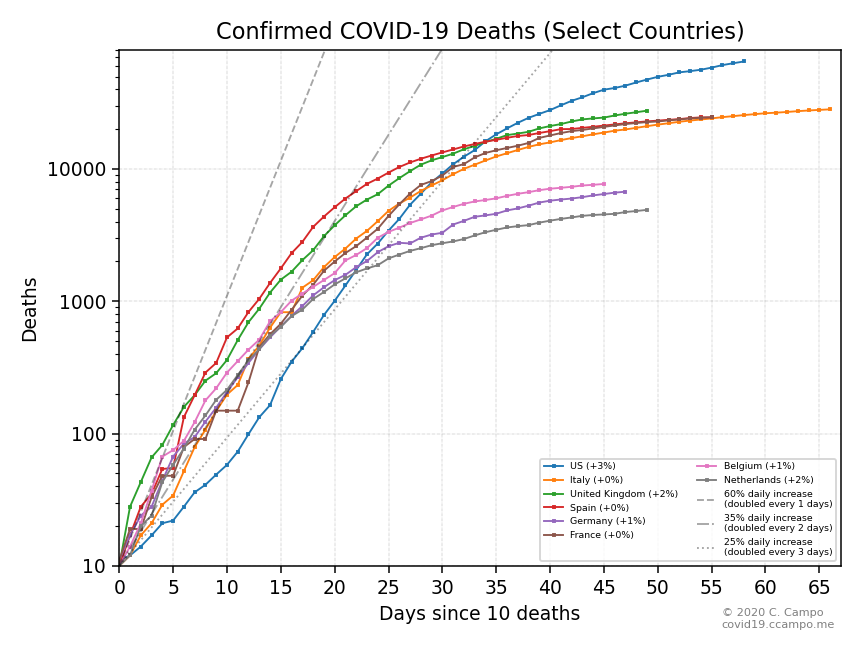 Confirmed COVID-19 Deaths (Select Countries)
Deaths
10000
1000
100
10
0 5 10 15 20 25 30 35 40 45 50 55 60 65
Days since 10 deaths
US (+3%)
Italy (+0%)
United Kingdom (+2%)
Spain (+0%)
Germany (+1%)
France (+0%)
Belgium (+1%)
Netherlands (+2%)
60% daily increase
(doubled every 1 days)
35% daily increase
(doubled every 2 days)
25% daily increase
(doubled every 3 days)
© 2020 C. Campo
covid19.ccampo.me